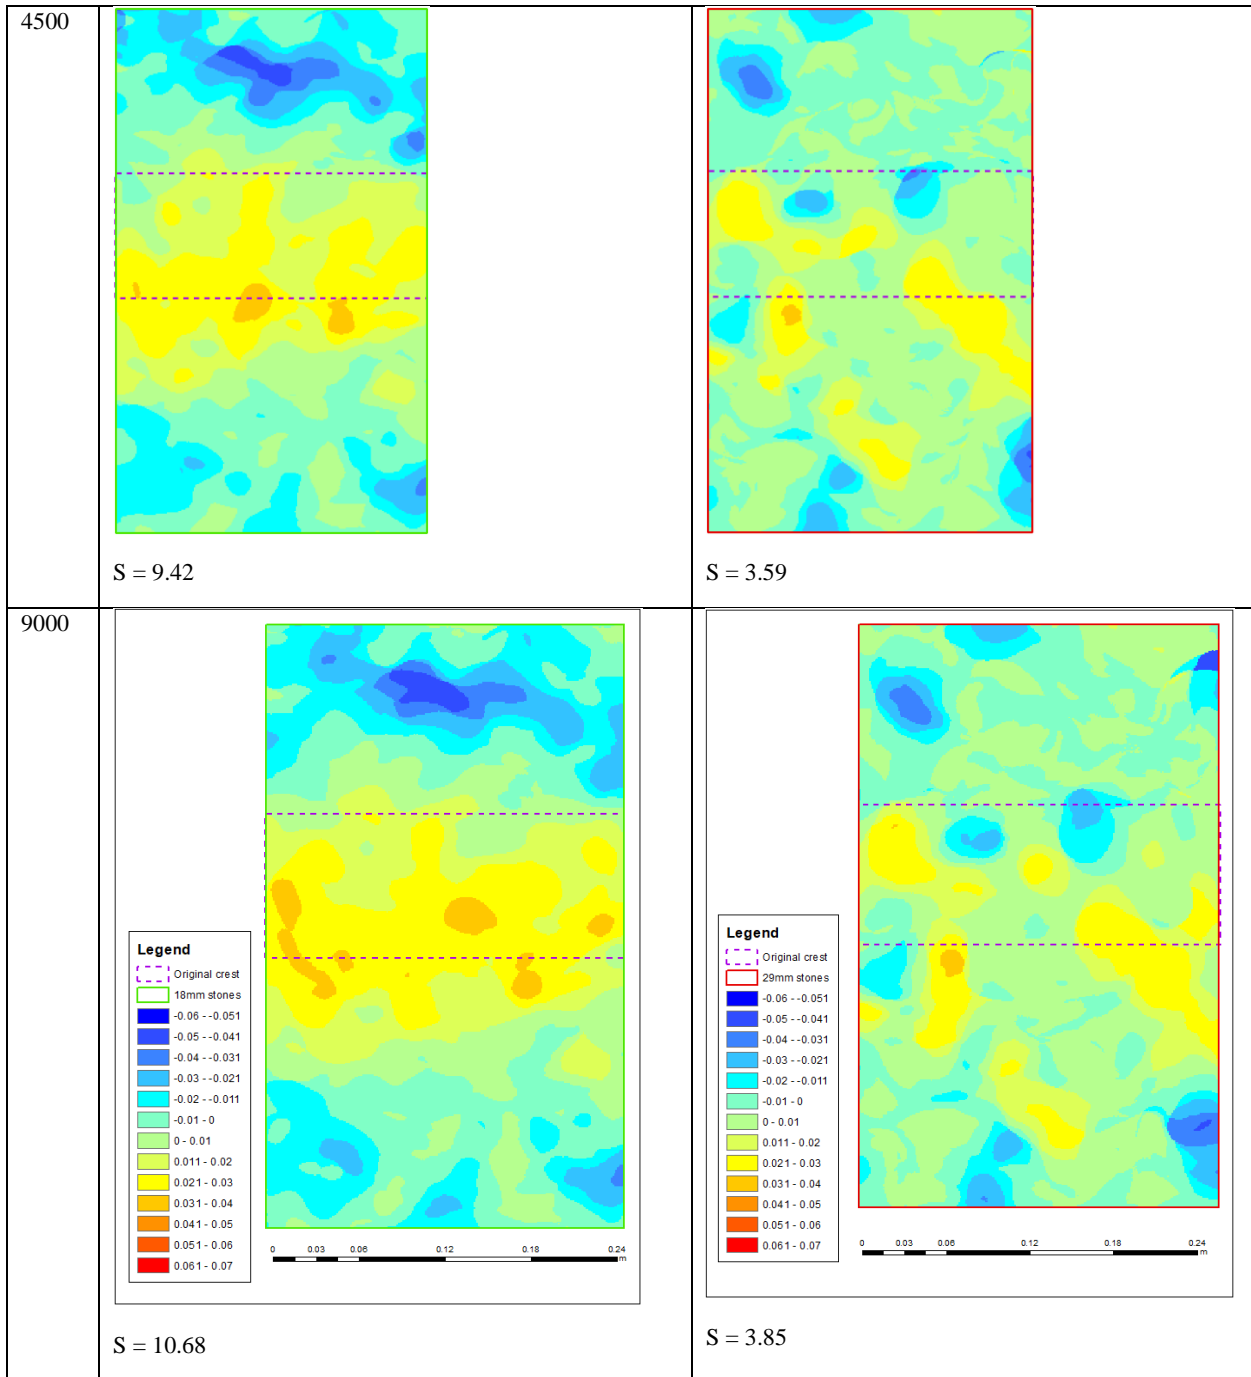 4500
S = 9.42
S = 3.59
9000
Legend
Original crest
18mm stones
-0.06 - -0.051
-0.05 - -0.041
-0.04 - -0.031
-0.03 - -0.021
-0.02 - -0.011
-0.01 - 0
0 - 0.01
0.011 - 0.02
0.021 - 0.03
0.031 - 0.04
0.041 - 0.05
0.051 - 0.06
0.061 - 0.07
0 0.03 0.06 0.12 0.18 0.24
m
S = 10.68
Legend
Original crest
29mm stones
-0.06 - -0.051
-0.05 - -0.041
-0.04 - -0.031
-0.03 - -0.021
-0.02 - -0.011
-0.01 - 0
0 - 0.01
0.011 - 0.02
0.021 - 0.03
0.031 - 0.04
0.041 - 0.05
0.051 - 0.06
0.061 - 0.07
0 0.03 0.06 0.12 0.18 0.24
m
S = 3.85